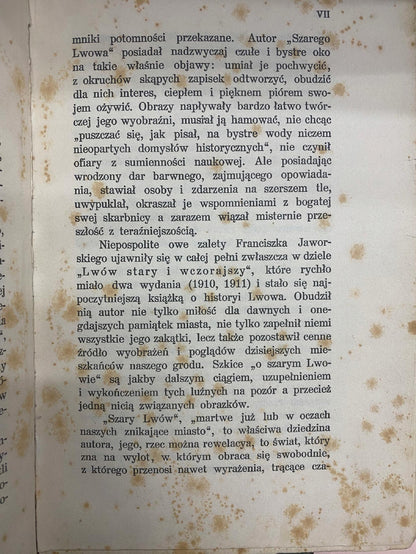 VII
mniki potomności przekazane. Autor „Szarego
Lwowa“ posiadał nadzwyczaj czułe i bystre oko
na takie właśnie objawy: umiał je pochwycić,
z okruchów skąpych zapisek odtworzyć, obudzić
dla nich interes, ciepłem i pięknem piórem swo-
jem ożywić. Obrazy napływały bardzo łatwo twór-
czej jego wyobraźni, musiał ją hamować, nie chcąc
„puszczać się, jak pisał, na bystre wody niczem
nieopartych domysłów historycznych“, nie czynił
ofiary z sumienności naukowej. Ale posiadając
wrodzony dar barwnego, zajmującego opowiada-
nia, stawiał osoby i zdarzenia na szerszem tle,
uwypuklał, okraszał je wspomnieniami z bogatej
swej skarbnicy a zarazem wiązał misternie prze-
szłość z teraźniejszością.
Niepospolite owe zalety Franciszka Jawor-
skiego ujawniły się w całej pełni zwłaszcza w dziele
„Lwów stary i wczorajszy“, które rychło
miało dwa wydania (1910, 1911) i stało się naj-
poczytniejszą książką o historyi Lwowa. Obudził
nią autor nie tylko miłość dla dawnych i one-
gdajszych pamiątek miasta, nie tylko zapełnił niemi
wszystkie jego zakątki, lecz także pozostawił cenne
źródło wyobrażeń i poglądów dzisiejszych mie-
szkańców naszego grodu. Szkice „o szarym Lwo-
wie“ są jakby dalszym ciągiem, uzupełnieniem
i wykończeniem tych luźnych na pozór a przecież
jedną nicią związanych obrazków.
„Szary Lwów“, „martwe już lub w oczach
naszych znikające miasto“, to właściwa dziedzina
autora, jego, rzec można rewelacya, to świat, który
zna na wylot, w którym obraca się swobodnie,
z którego przenosi nawet wyrażenia, trącące cza-